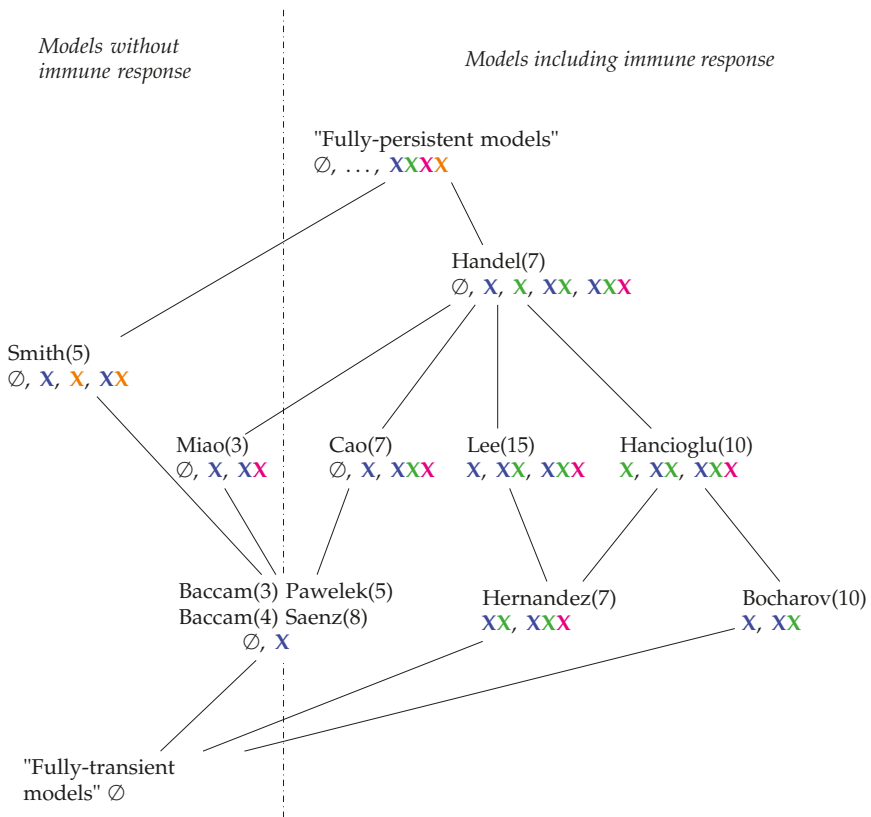 Models without
immune response
Models including immune response
"Fully-persistent models"
∅, ..., XXXX
Handel(7)
∅, X, X, XX, XXX
Smith(5)
∅, X, X, XX
Miao(3)
∅, X, XX
Cao(7)
∅, X, XXX
Lee(15)
X, XX, XXX
Hancioglu(10)
X, XX, XXX
Baccam(3) Pawelek(5)
Baccam(4) Saenz(8)
∅, X
Hernandez(7)
XX, XXX
Bocharov(10)
X, XX
"Fully-transient
models" ∅